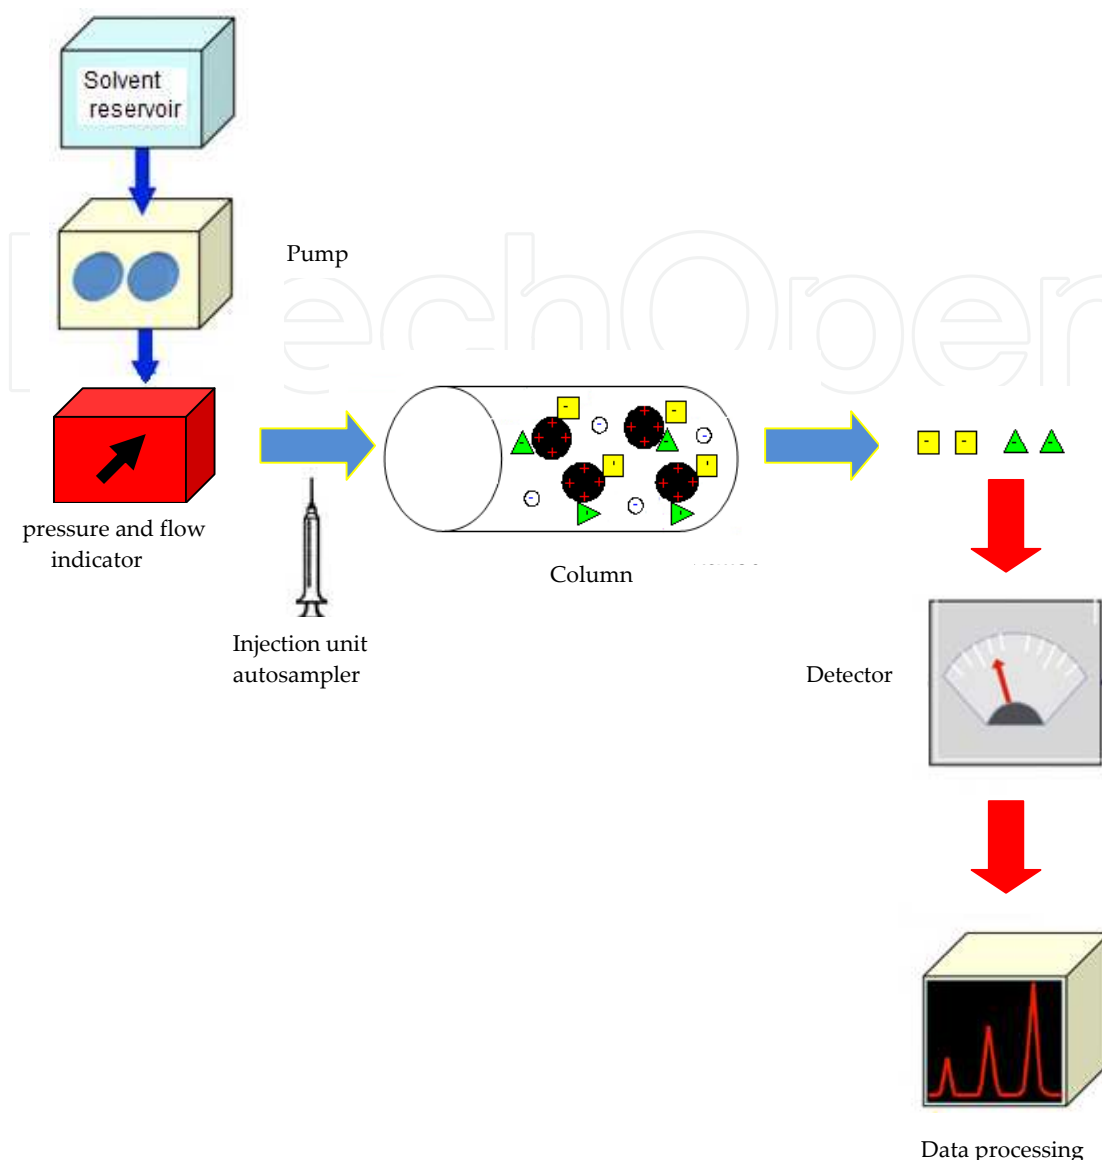 Solvent
reservoir
Pump
pressure and flow
indicator
Injection unit
autosampler
Column
Detector
Data processing